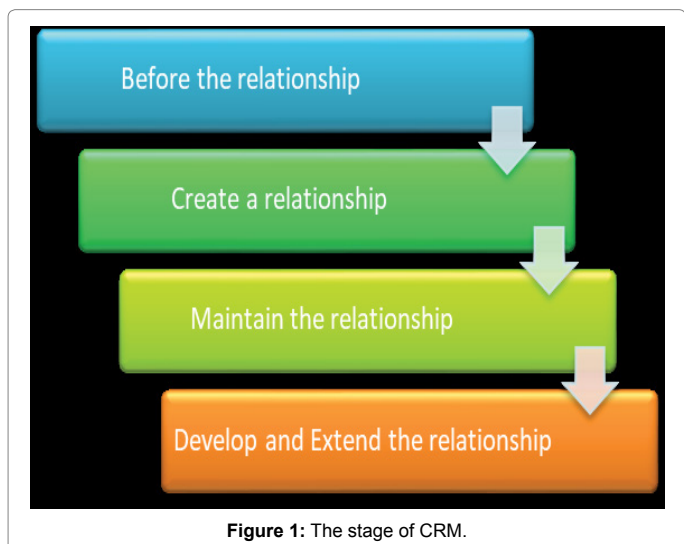 Before the relationship
Create a relationship
Maintain the relationship
Develop and Extend the relationship
Figure 1: The stage of CRM.